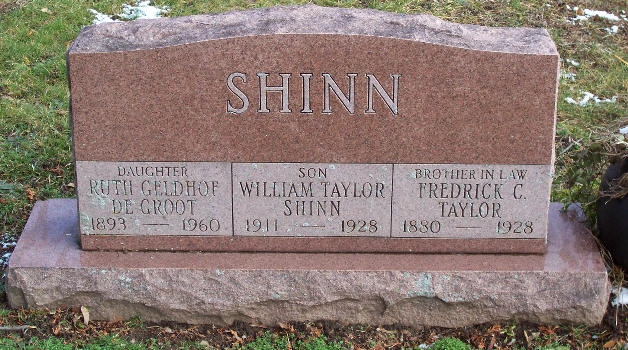 SHINN
DAUGHTER
RUTH GELDHOF
DE GROOT
1893 — 1960
SON
WILLIAM TAYLOR
SHINN
1911 — 1928
BROTHER IN LAW
FREDRICK C.
TAYLOR
1880 — 1928